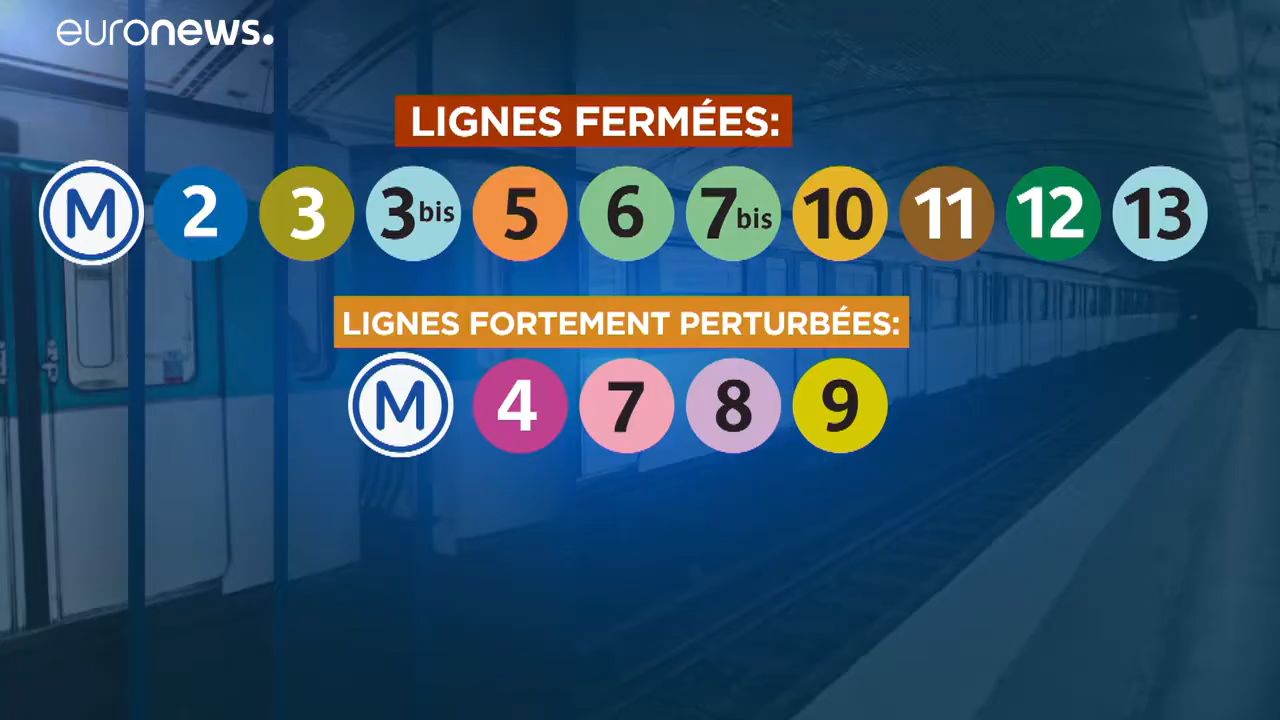 euronews.
LIGNES FERMÉES:
M 2 3 3bis 5 6 7bis 10 11 12 13
LIGNES FORTEMENT PERTURBÉES:
M 4 7 8 9